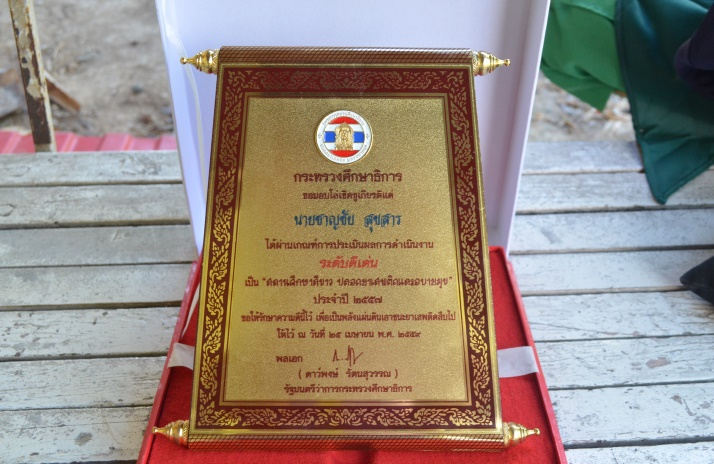 กระทรวงศึกษาธิการ
ขอมอบโล่เชิดชูเกียรติแด่
นายชาญชัย สุขสาร
ได้ผ่านเกณฑ์การประเมินผลการดำเนินงาน
ระดับดีเด่น
เป็น "สถานศึกษาสีขาว ปลอดยาเสพติดและอบายมุข"
ประจำปี ๒๕๕๗
ขอให้รักษาความดีนี้ไว้ เพื่อเป็นพลังแผ่นดินเอาชนะยาเสพติดสืบไป
ให้ไว้ ณ วันที่ ๒๕ เมษายน พ.ศ. ๒๕๕๙
พลเอก
( ดาว์พงษ์ รัตนสุวรรณ )
รัฐมนตรีว่าการกระทรวงศึกษาธิการ